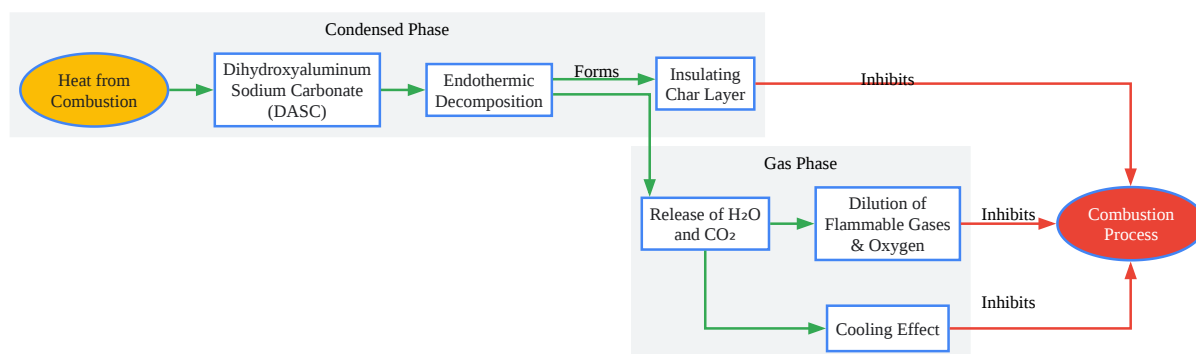 Condensed Phase
Heat from
Combustion
Dihydroxyaluminum
Sodium Carbonate
(DASC)
Endothermic
Decomposition
Forms
Insulating
Char Layer
Inhibits
Gas Phase
Release of H₂O
and CO₂
Dilution of
Flammable Gases
& Oxygen
Inhibits
Combustion
Process
Cooling Effect
Inhibits